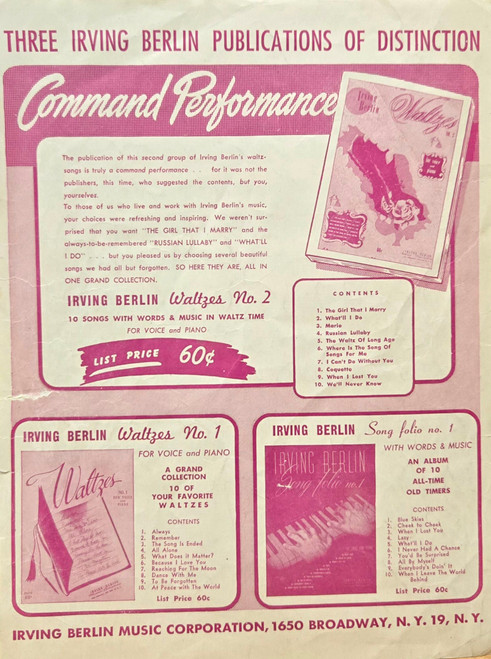 THREE IRVING BERLIN PUBLICATIONS OF DISTINCTION
Command Performance
The publication of this second group of Irving Berlin's waltz-
songs is truly a command performance . . for it was not the
publishers, this time, who suggested the contents, but you,
yourselves.
To those of us who live and work with Irving Berlin's music,
your choices were refreshing and inspiring. We weren't sur-
prised that you want "THE GIRL THAT I MARRY" and the
always-to-be-remembered "RUSSIAN LULLABY" and "WHAT'LL
I DO" . . . but you pleased us by choosing several beautiful
songs we had all but forgotten. SO HERE THEY ARE, ALL IN
ONE GRAND COLLECTION.
IRVING BERLIN Waltzes No. 2
10 SONGS WITH WORDS & MUSIC IN WALTZ TIME
FOR VOICE and PIANO
LIST PRICE 60¢
Irving
Berlin
Waltzes
CONTENTS
1. The Girl That I Marry
2. What'll I Do
3. Marie
4. Russian Lullaby
5. The Waltz Of Long Ago
6. Where Is The Song Of
Songs For Me
7. I Can't Do Without You
8. Coquette
9. When I Lost You
10. We'll Never Know
IRVING BERLIN Waltzes No. 1
FOR VOICE and PIANO
Waltzes
A GRAND
COLLECTION
10 OF
YOUR FAVORITE
WALTZES
CONTENTS
1. Always
2. Remember
3. The Song Is Ended
4. All Alone
5. What Does It Matter?
6. Because I Love You
7. Reaching For The Moon
8. Dance With Me
9. To Be Forgotten
10. At Peace with The World
List Price 60c
IRVING BERLIN Song folio no. 1
WITH WORDS & MUSIC
IRVING BERLIN
Song folio no. 1
AN ALBUM
OF 10
ALL-TIME
OLD TIMERS
CONTENTS
1. Blue Skies
2. Cheek to Cheek
3. When I Lost You
4. Lazy
5. What'll I Do
6. I Never Had A Chance
7. You'd Be Surprised
8. All By Myself
9. Everybody's Doin' It
10. When I Leave The World
Behind
List Price 60c
IRVING BERLIN MUSIC CORPORATION, 1650 BROADWAY, N. Y. 19, N. Y.